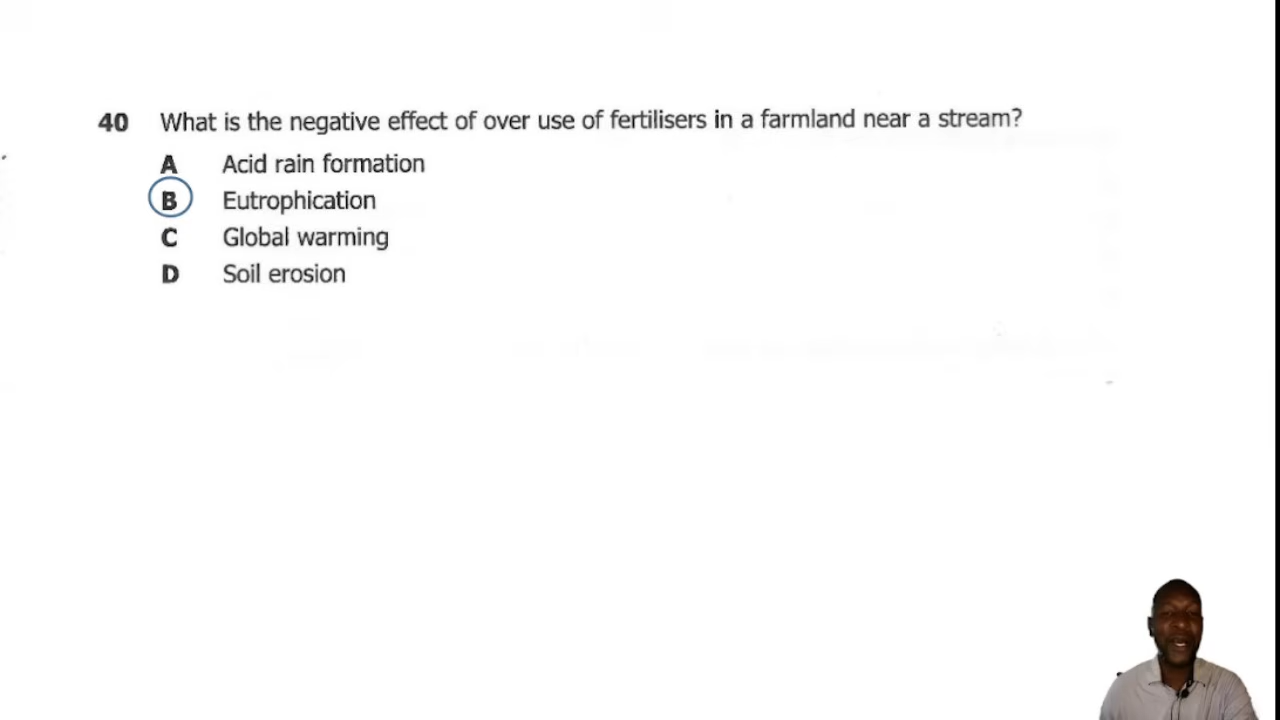 40 What is the negative effect of over use of fertilisers in a farmland near a stream?
A Acid rain formation
B Eutrophication
C Global warming
D Soil erosion